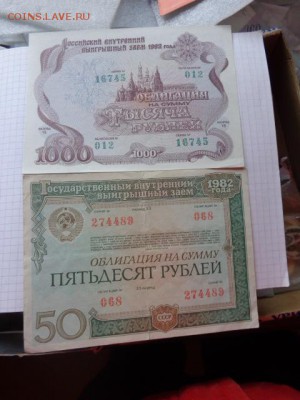 COINS.LAVE.RU
РОССИЙСКИЙ ВНУТРЕННИЙ
ВЫИГРЫШНЫЙ ЗАЕМ 1992 ГОДА
16745 012
ОБЛИГАЦИЯ
НА СУММУ
ТЫСЯЧА
РУБЛЕЙ
012 16745
1000 1000
Государственный внутренний
выигрышный заём
1982
года
274489 068
ОБЛИГАЦИЯ НА СУММУ
ПЯТЬДЕСЯТ РУБЛЕЙ
068 274489
50
СССР